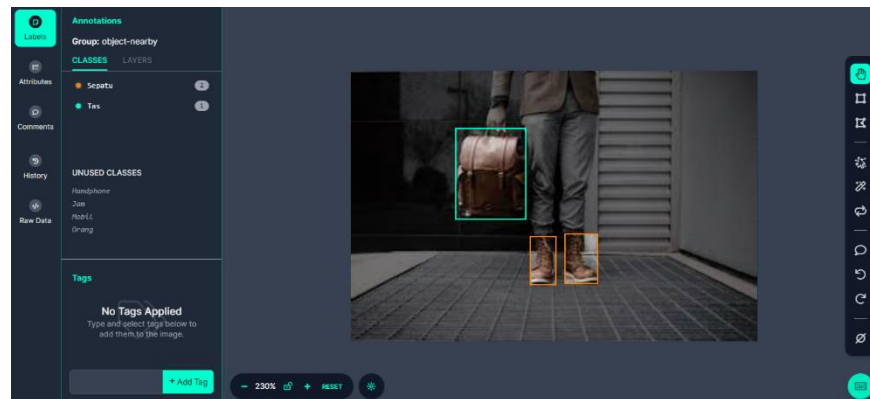 Labels
Attributes
Comments
History
Raw Data
Annotations
Group: object-nearby
CLASSES LAYERS
Sepatu 2
Tas 1
UNUSED CLASSES
Handphone
Jam
Mobil
Orang
Tags
No Tags Applied
Type and select tags below to
add them to the image.
+ Add Tag
− 230% + RESET